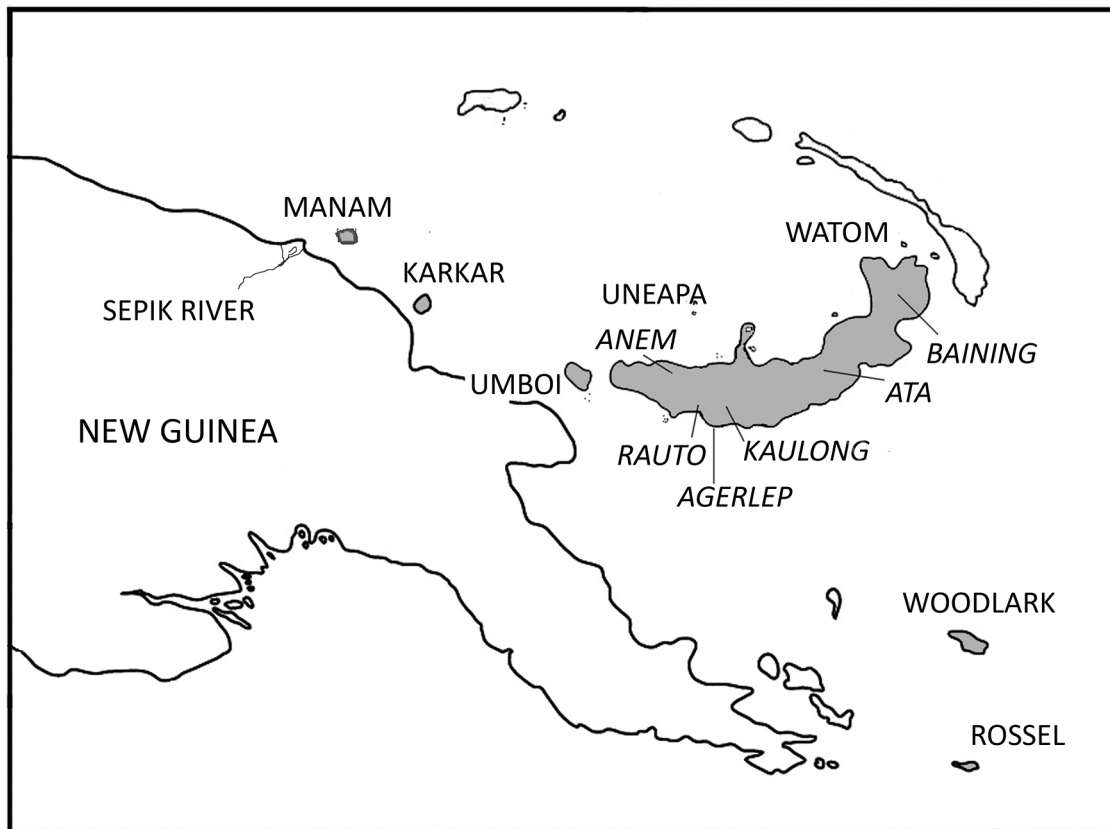 MANAM
WATOM
KARKAR
SEPIK RIVER
UNEAPA
ANEM
BAINING
UMBOI
ATA
NEW GUINEA
RAUTO
KAULONG
AGERLEP
WOODLARK
ROSSEL